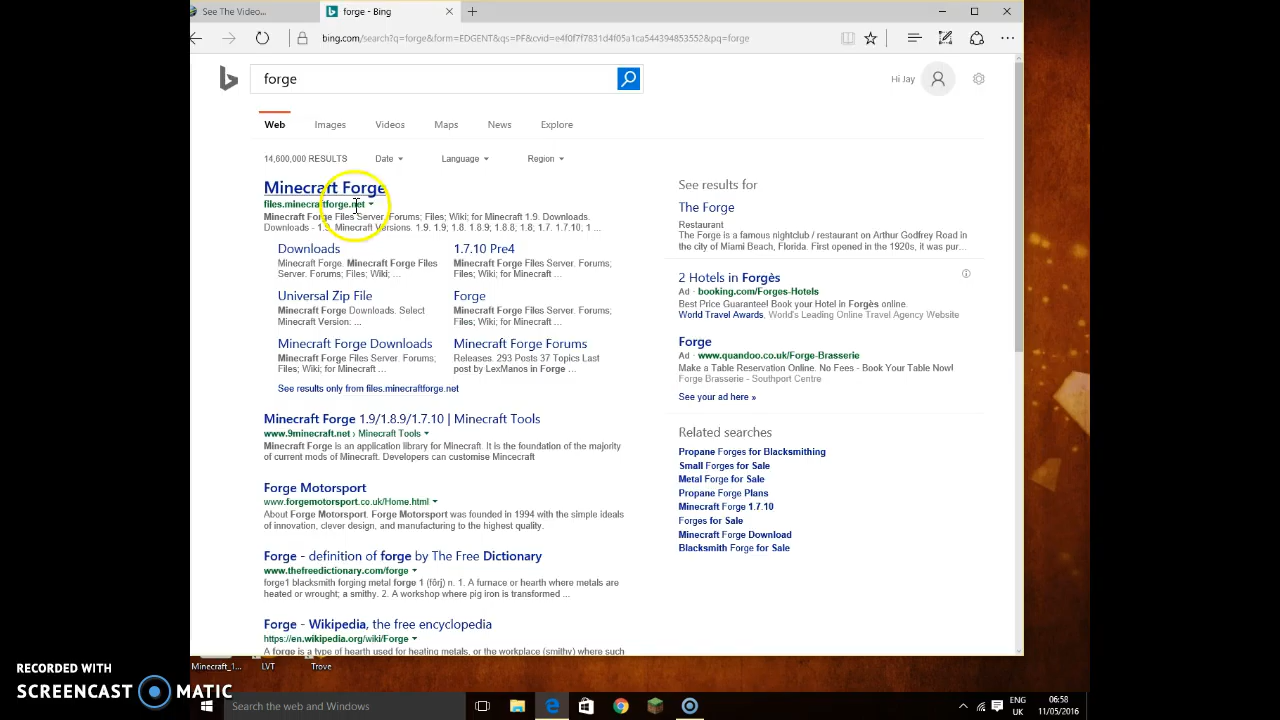 See The Video...
forge - Bing
bing.com/search?q=forge&form=EDGENT&qs=PF&cvid=e4f0f7f7831d4f05a1ca544394853552&pq=forge
forge
Hi Jay
Web Images Videos Maps News Explore
14,600,000 RESULTS Date Language Region
Minecraft Forge
files.minecraftforge.net
Minecraft Forge Files Server. Forums; Files; Wiki; for Minecraft 1.9. Downloads.
Downloads - 1.9. Minecraft Versions. 1.9. 1.9, 1.8. 1.8.9; 1.8.8, 1.8; 1.7. 1.7.10, 1 ...
Downloads
Minecraft Forge. Minecraft Forge Files
Server. Forums; Files; Wiki; ...
1.7.10 Pre4
Minecraft Forge Files Server. Forums;
Files; Wiki; for Minecraft ...
Universal Zip File
Minecraft Forge Downloads. Select
Minecraft Version: ...
Forge
Minecraft Forge Files Server. Forums;
Files; Wiki; for Minecraft ...
Minecraft Forge Downloads
Minecraft Forge Files Server. Forums;
Files; Wiki; for Minecraft ...
Minecraft Forge Forums
Releases. 293 Posts 37 Topics Last
post by LexManos in Forge ...
See results only from files.minecraftforge.net
Minecraft Forge 1.9/1.8.9/1.7.10 | Minecraft Tools
www.9minecraft.net › Minecraft Tools
Minecraft Forge is an application library for Minecraft. It is the foundation of the majority
of current mods of Minecraft. Developers can customise Mincecraft
Forge Motorsport
www.forgemotorsport.co.uk/Home.html
About Forge Motorsport. Forge Motorsport was founded in 1994 with the simple ideals
of innovation, clever design, and manufacturing to the highest quality.
Forge - definition of forge by The Free Dictionary
www.thefreedictionary.com/forge
forge1 blacksmith forging metal forge 1 (fôrj) n. 1. A furnace or hearth where metals are
heated or wrought; a smithy. 2. A workshop where pig iron is transformed ...
Forge - Wikipedia, the free encyclopedia
https://en.wikipedia.org/wiki/Forge
A forge is a type of hearth used for heating metals, or the workplace (smithy) where such
See results for
The Forge
Restaurant
The Forge is a famous nightclub / restaurant on Arthur Godfrey Road in
the city of Miami Beach, Florida. First opened in the 1920s, it was pur...
2 Hotels in Forgès
Ad · booking.com/Forges-Hotels
Best Price Guarantee! Book your Hotel in Forgès online.
World Travel Awards, World's Leading Online Travel Agency Website
Forge
Ad · www.quandoo.co.uk/Forge-Brasserie
Make a Table Reservation Online. No Fees - Book Your Table Now!
Forge Brasserie - Southport Centre
See your ad here »
Related searches
Propane Forges for Blacksmithing
Small Forges for Sale
Metal Forge for Sale
Propane Forge Plans
Minecraft Forge 1.7.10
Forges for Sale
Minecraft Forge Download
Blacksmith Forge for Sale
Minecraft_1... LVT Trove
RECORDED WITH
SCREENCAST MATIC
Search the web and Windows
ENG
UK
06:58
11/05/2016